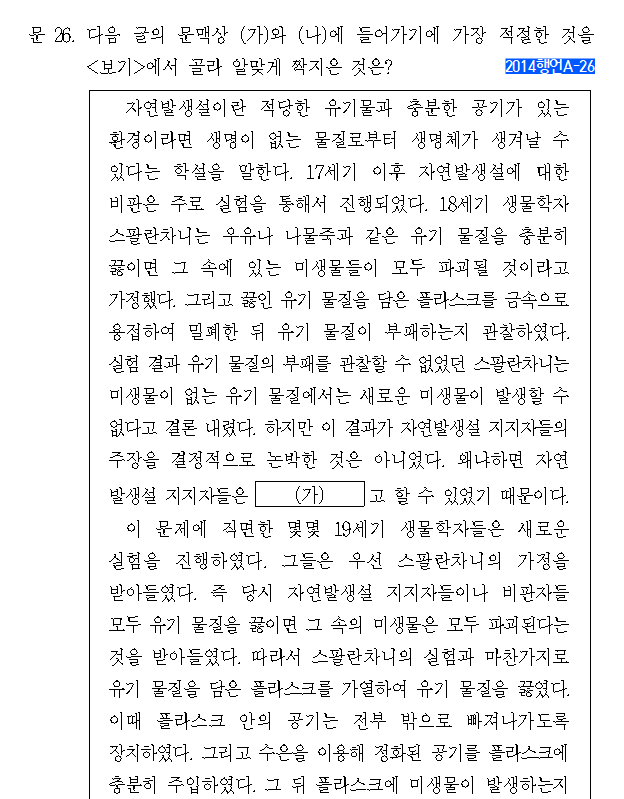 문 26. 다음 글의 문맥상 (가)와 (나)에 들어가기에 가장 적절한 것을
<보기>에서 골라 알맞게 짝지은 것은?
2014행언A-26
자연발생설이란 적당한 유기물과 충분한 공기가 있는
환경이라면 생명이 없는 물질로부터 생명체가 생겨날 수
있다는 학설을 말한다. 17세기 이후 자연발생설에 대한
비판은 주로 실험을 통해서 진행되었다. 18세기 생물학자
스팔란차니는 우유나 나물죽과 같은 유기 물질을 충분히
끓이면 그 속에 있는 미생물들이 모두 파괴될 것이라고
가정했다. 그리고 끓인 유기 물질을 담은 플라스크를 금속으로
용접하여 밀폐한 뒤 유기 물질이 부패하는지 관찰하였다.
실험 결과 유기 물질의 부패를 관찰할 수 없었던 스팔란차니는
미생물이 없는 유기 물질에서는 새로운 미생물이 발생할 수
없다고 결론 내렸다. 하지만 이 결과가 자연발생설 지지자들의
주장을 결정적으로 논박한 것은 아니었다. 왜냐하면 자연
발생설 지지자들은 (가) 고 할 수 있었기 때문이다.
이 문제에 직면한 몇몇 19세기 생물학자들은 새로운
실험을 진행하였다. 그들은 우선 스팔란차니의 가정을
받아들였다. 즉 당시 자연발생설 지지자들이나 비판자들
모두 유기 물질을 끓이면 그 속의 미생물은 모두 파괴된다는
것을 받아들였다. 따라서 스팔란차니의 실험과 마찬가지로
유기 물질을 담은 플라스크를 가열하여 유기 물질을 끓였다.
이때 플라스크 안의 공기는 전부 밖으로 빠져나가도록
장치하였다. 그리고 수은을 이용해 정화된 공기를 플라스크에
충분히 주입하였다. 그 뒤 플라스크에 미생물이 발생하는지